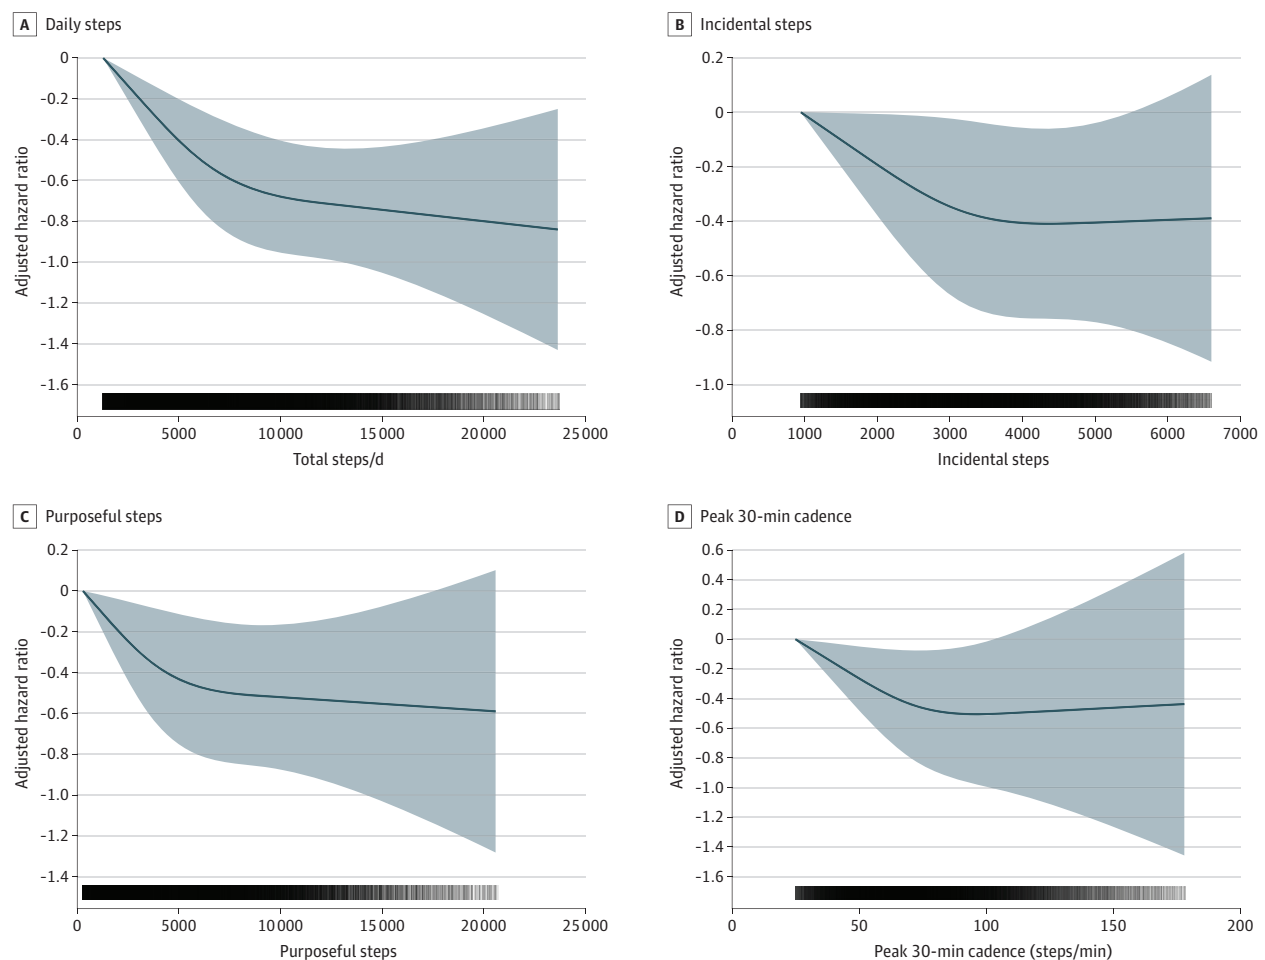 A Daily steps
Adjusted hazard ratio
0
-0.2
-0.4
-0.6
-0.8
-1.0
-1.2
-1.4
-1.6
0 5000 10000 15000 20000 25000
Total steps/d
B Incidental steps
Adjusted hazard ratio
0.2
0
-0.2
-0.4
-0.6
-0.8
-1.0
0 1000 2000 3000 4000 5000 6000 7000
Incidental steps
C Purposeful steps
Adjusted hazard ratio
0.2
0
-0.2
-0.4
-0.6
-0.8
-1.0
-1.2
-1.4
0 5000 10000 15000 20000 25000
Purposeful steps
D Peak 30-min cadence
Adjusted hazard ratio
0.6
0.4
0.2
0
-0.2
-0.4
-0.6
-0.8
-1.0
-1.2
-1.4
-1.6
0 50 100 150 200
Peak 30-min cadence (steps/min)